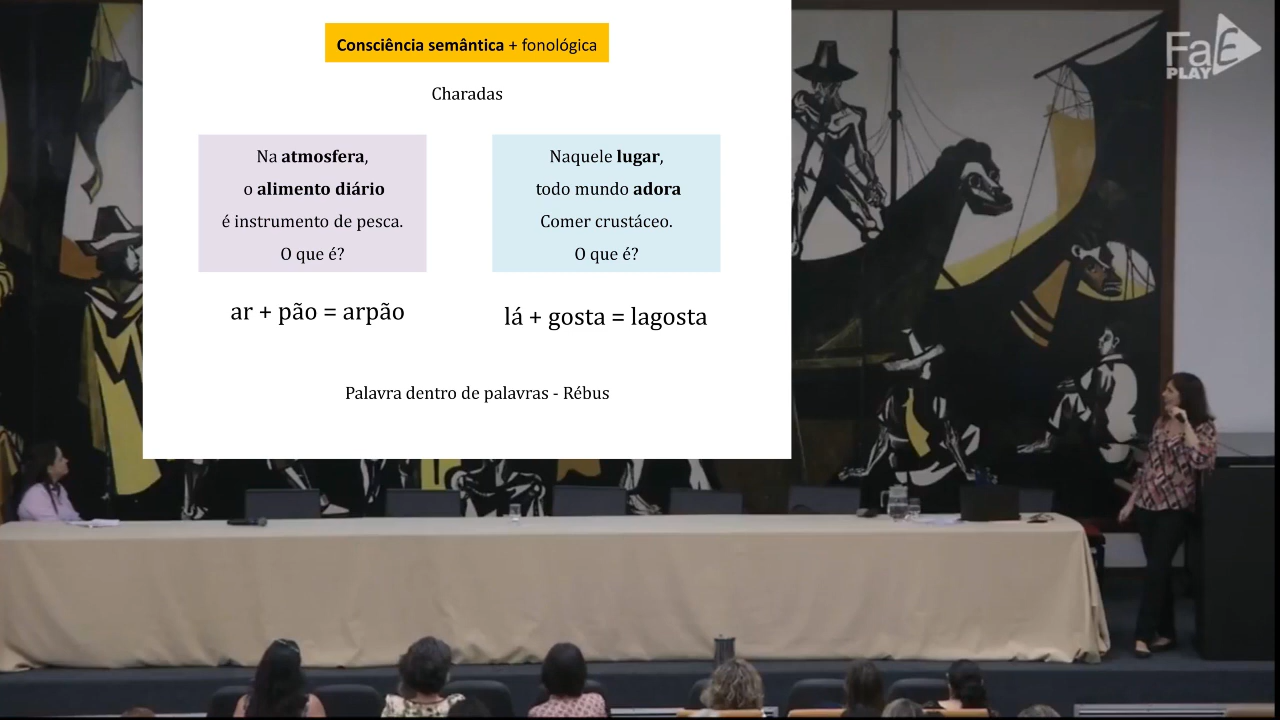 Consciência semântica + fonológica
Charadas
Na atmosfera,
o alimento diário
é instrumento de pesca.
O que é?
ar + pão = arpão
Naquele lugar,
todo mundo adora
Comer crustáceo.
O que é?
lá + gosta = lagosta
Palavra dentro de palavras - Rébus
FaE
PLAY